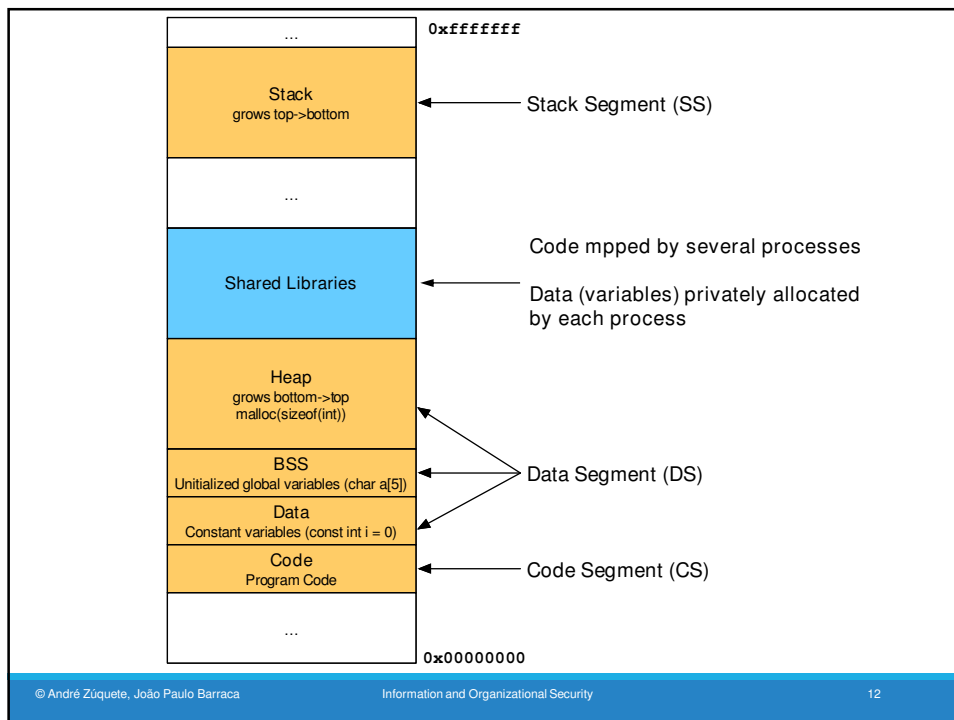 ...
0xfffffff
Stack
grows top->bottom
Stack Segment (SS)
...
Shared Libraries
Code mpped by several processes
Data (variables) privately allocated
by each process
Heap
grows bottom->top
malloc(sizeof(int))
BSS
Unitialized global variables (char a[5])
Data Segment (DS)
Data
Constant variables (const int i = 0)
Code
Program Code
Code Segment (CS)
...
0x00000000
© André Zúquete, João Paulo Barraca
Information and Organizational Security
12